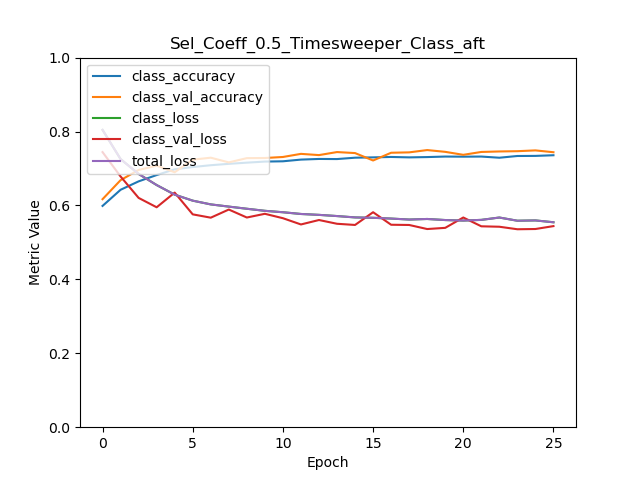 Sel_Coeff_0.5_Timesweeper_Class_aft
1.0
0.8
0.6
0.4
0.2
0.0
Metric Value
class_accuracy
class_val_accuracy
class_loss
class_val_loss
total_loss
0 5 10 15 20 25
Epoch